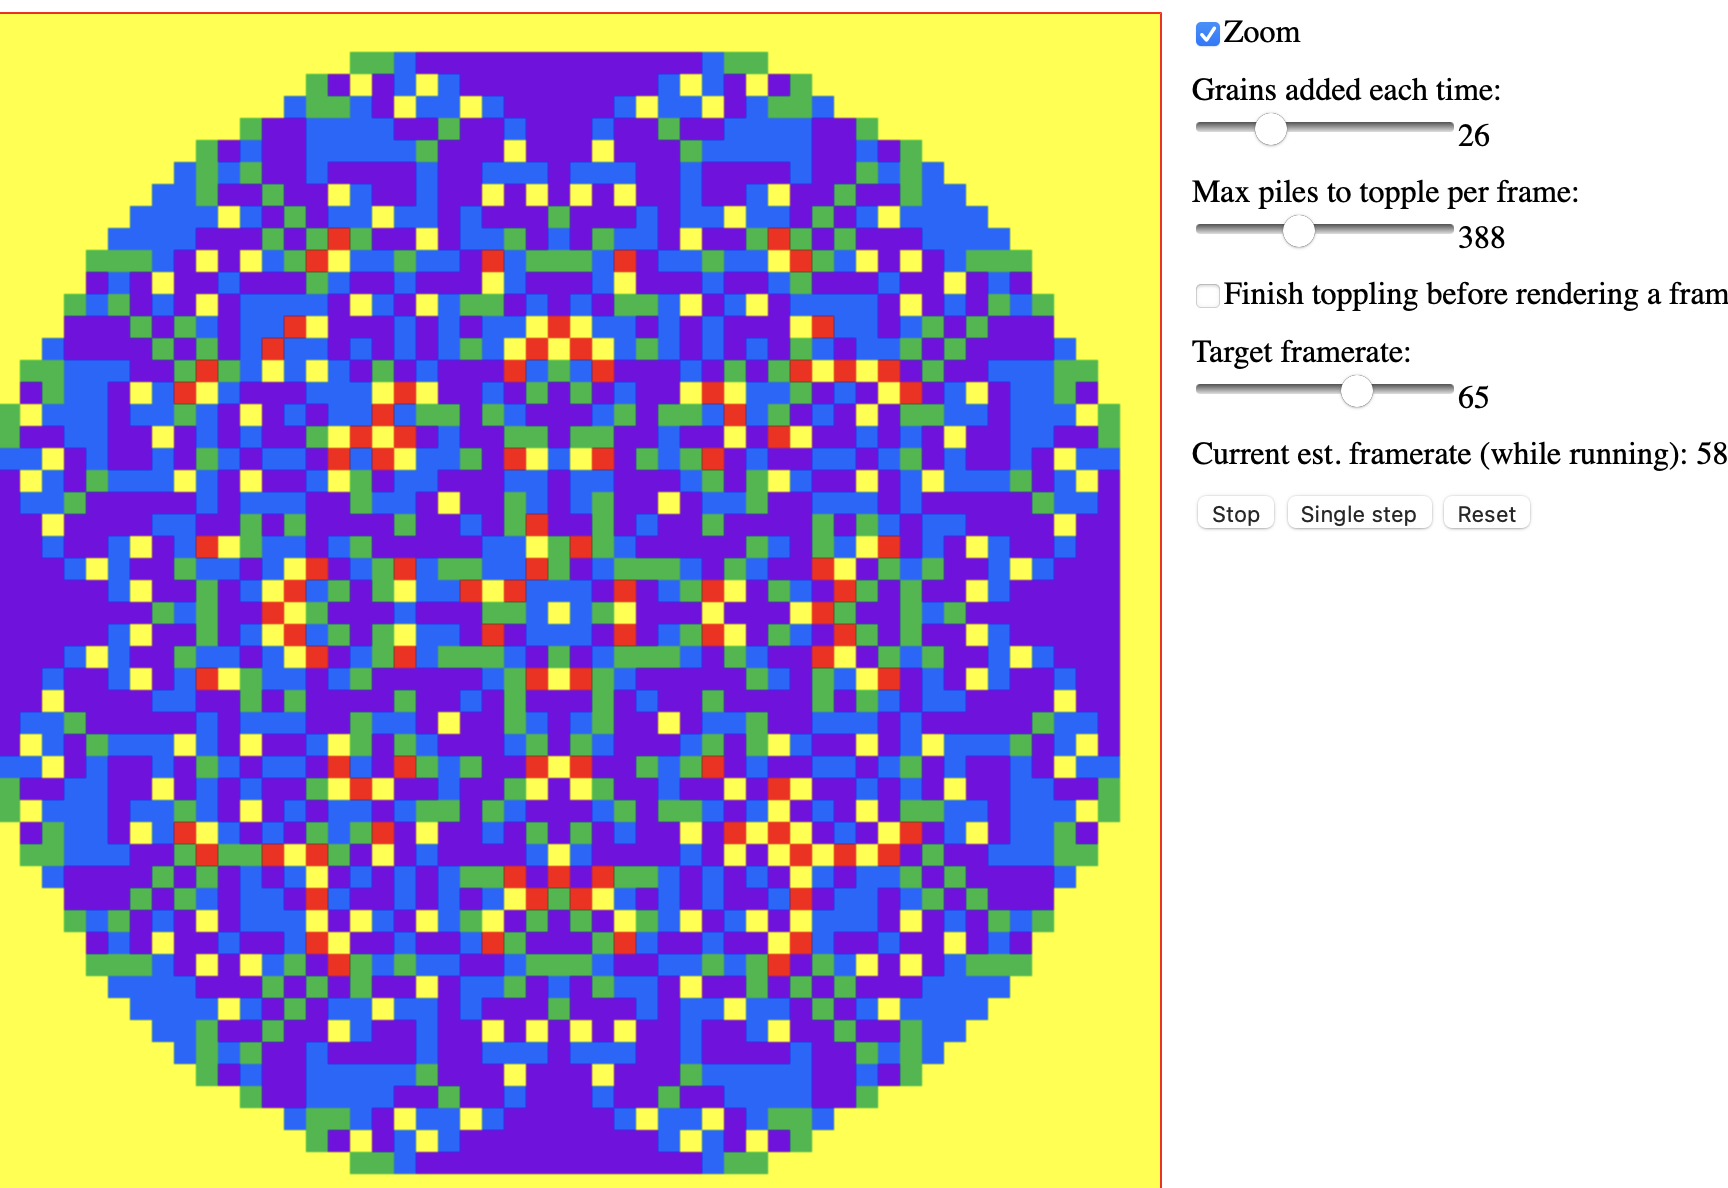 Zoom
Grains added each time:
26
Max piles to topple per frame:
388
Finish toppling before rendering a fram
Target framerate:
65
Current est. framerate (while running): 58
Stop Single step Reset